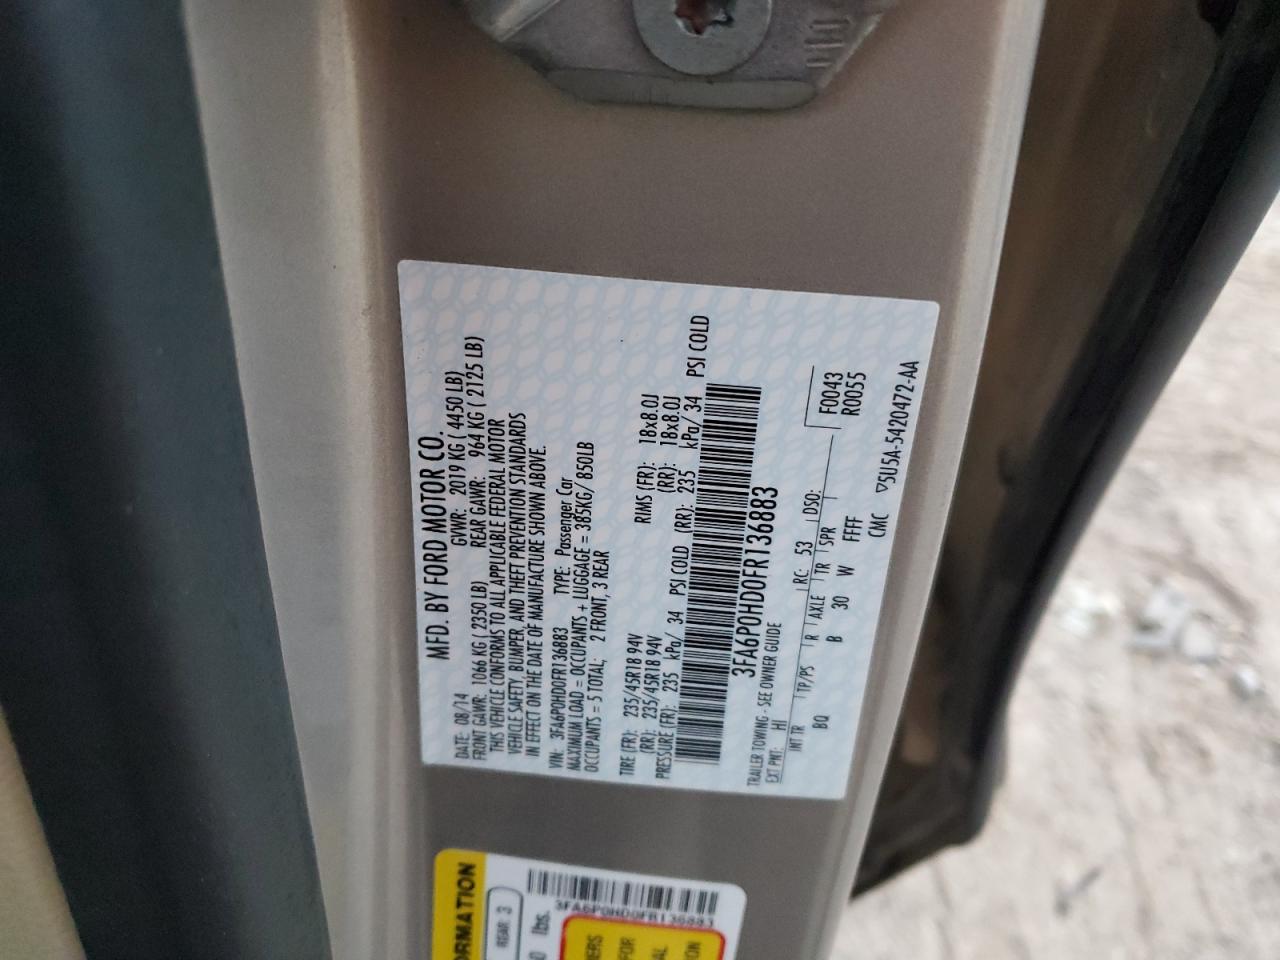 MFD. BY FORD MOTOR CO.
DATE: 08/14 GVWR: 2019 KG ( 4450 LB)
FRONT GAWR: 1066 KG ( 2350 LB) REAR GAWR: 964 KG ( 2125 LB)
THIS VEHICLE CONFORMS TO ALL APPLICABLE FEDERAL MOTOR
VEHICLE SAFETY, BUMPER, AND THEFT PREVENTION STANDARDS
IN EFFECT ON THE DATE OF MANUFACTURE SHOWN ABOVE.
VIN: 3FA6P0HD0FR136883 TYPE: Passenger Car
MAXIMUM LOAD = OCCUPANTS + LUGGAGE = 385KG/ 850LB
OCCUPANTS = 5 TOTAL; 2 FRONT, 3 REAR
TIRE (FR): 235/45R18 94V RIMS (FR): 18x8.0J
(RR): 235/45R18 94V (RR): 18x8.0J
PRESSURE (FR): 235 kPa/ 34 PSI COLD (RR): 235 kPa/ 34 PSI COLD
3FA6P0HD0FR136883
TRAILER TOWING - SEE OWNER GUIDE
EXT PNT: HI RC: 53 DSO: F0043
INT TR TP/PS R AXLE TR SPR R0055
BQ B 30 W FFF
CMC ▽5U5A-5420472-AA
3FA6P0HD0FR136883
REAR 3
lbs.